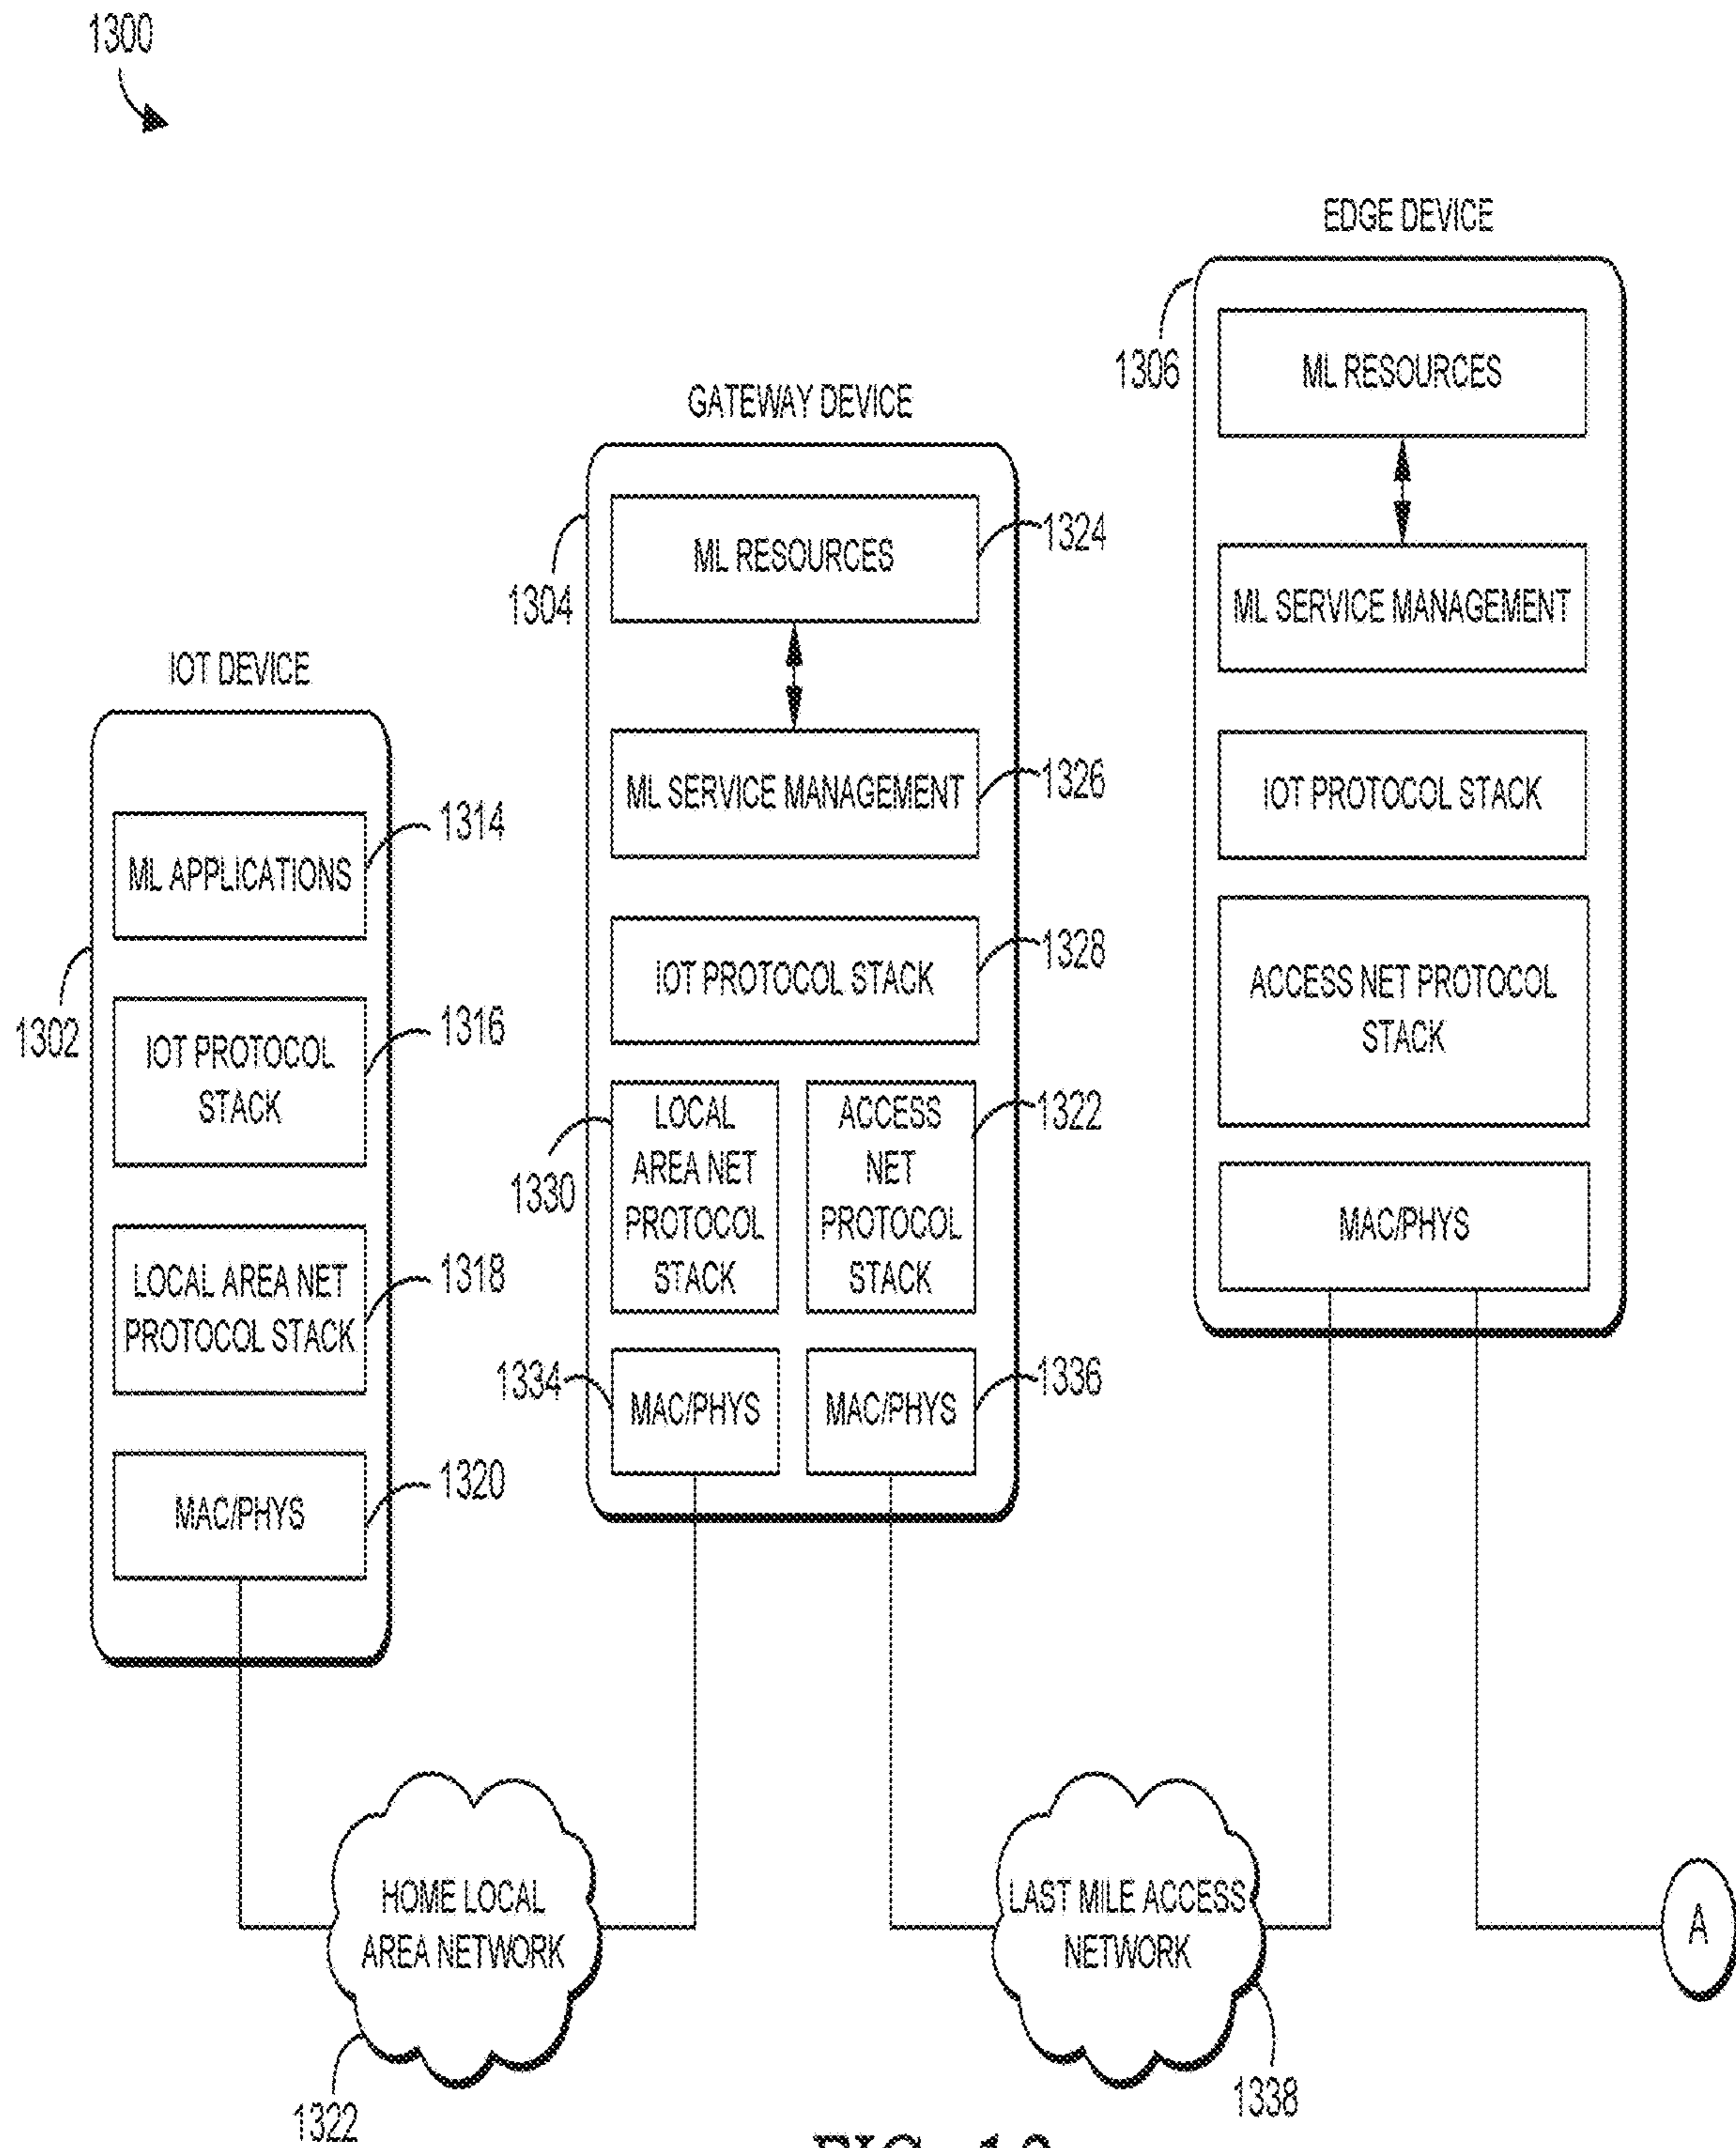 1300
EDGE DEVICE
1306
ML RESOURCES
ML SERVICE MANAGEMENT
IOT PROTOCOL STACK
ACCESS NET PROTOCOL
STACK
MAC/PHYS
GATEWAY DEVICE
1304
ML RESOURCES
1324
ML SERVICE MANAGEMENT
1326
IOT PROTOCOL STACK
1328
LOCAL
AREA NET
PROTOCOL
STACK
1330
ACCESS
NET
PROTOCOL
STACK
1322
1334
MAC/PHYS
MAC/PHYS
1336
IOT DEVICE
1302
ML APPLICATIONS
1314
IOT PROTOCOL
STACK
1316
LOCAL AREA NET
PROTOCOL STACK
1318
MAC/PHYS
1320
HOME LOCAL
AREA NETWORK
1322
LAST MILE ACCESS
NETWORK
1338
A